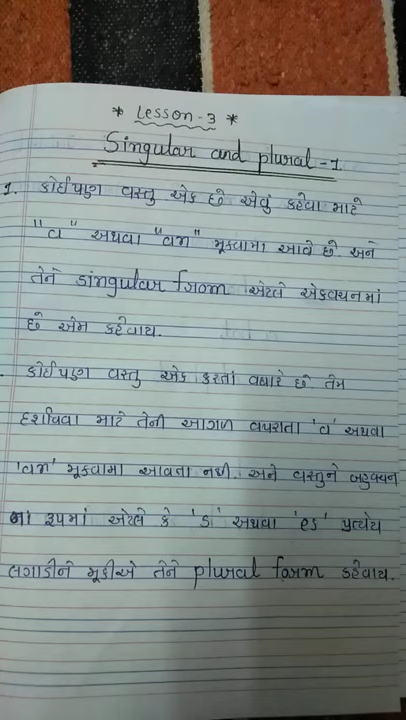 * Lesson-3 *
Singular and plural-1
1. કોઈપણ વસ્તુ એક છે એવું કહેવા માટે
"a" અથવા "an" મૂકવામા આવે છે. અને
તેને singular from એટલે એકવચનમાં
છે એમ કહેવાય.
. કોઈપણ વસ્તુ એક કરતાં વધારે છે તેમ
દર્શાવવા માટે તેની આગળ વપરાતા 'a' અથવા
'an' મૂકવામા આવતા નથી. અને વસ્તુને બહુવચન
નાં રૂપમાં એટલે કે 's' અથવા 'es' પ્રત્યેય
લગાડીને મૂકીએ તેને plural form કહેવાય.